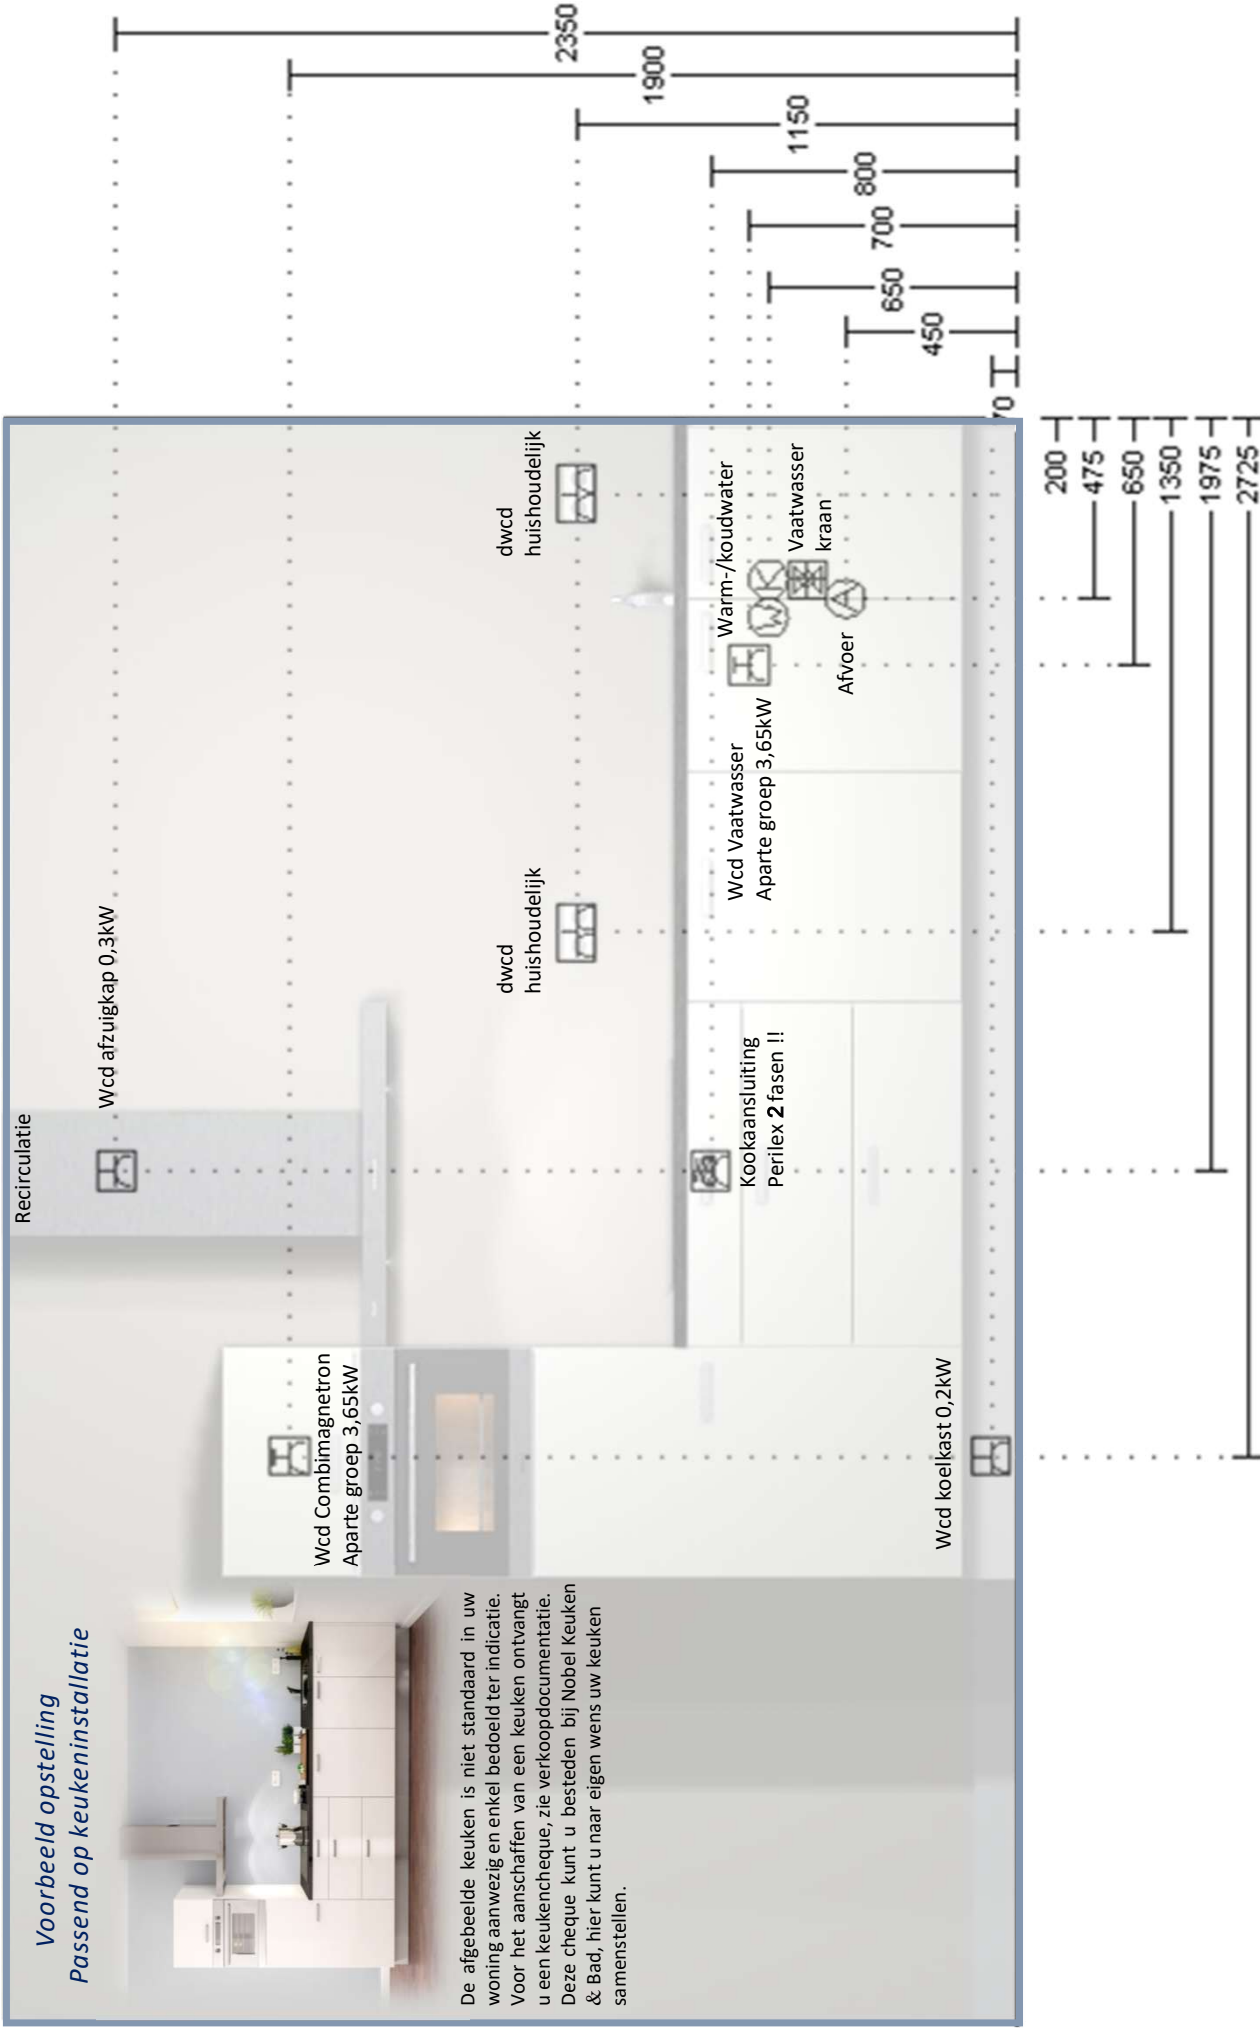 Voorbeeld opstelling
Passend op keukeninstallatie
De afgebeelde keuken is niet standaard in uw
woning aanwezig en enkel bedoeld ter indicatie.
Voor het aanschaffen van een keuken ontvangt
u een keukencheque, zie verkoopdocumentatie.
Deze cheque kunt u besteden bij Nobel Keuken
& Bad, hier kunt u naar eigen wens uw keuken
samenstellen.
Recirculatie
Wcd afzuigkap 0,3kW
Wcd Combimagnetron
Aparte groep 3,65kW
dwcd
huishoudelijk
dwcd
huishoudelijk
Kookaansluiting
Perilex 2 fasen !!
Wcd Vaatwasser
Aparte groep 3,65kW
Warm-/koudwater
W
K
Vaatwasser
kraan
A
Afvoer
Wcd koelkast 0,2kW
2350
1900
1150
800
700
650
450
70
200
475
650
1350
1975
2725